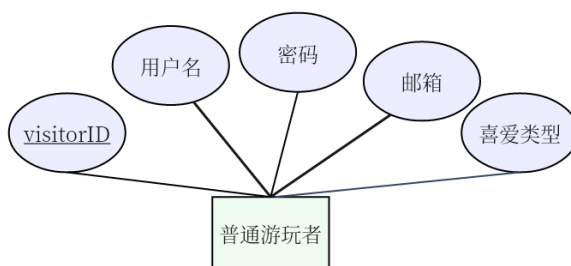 密码
用户名
邮箱
visitorID
喜爱类型
普通游玩者